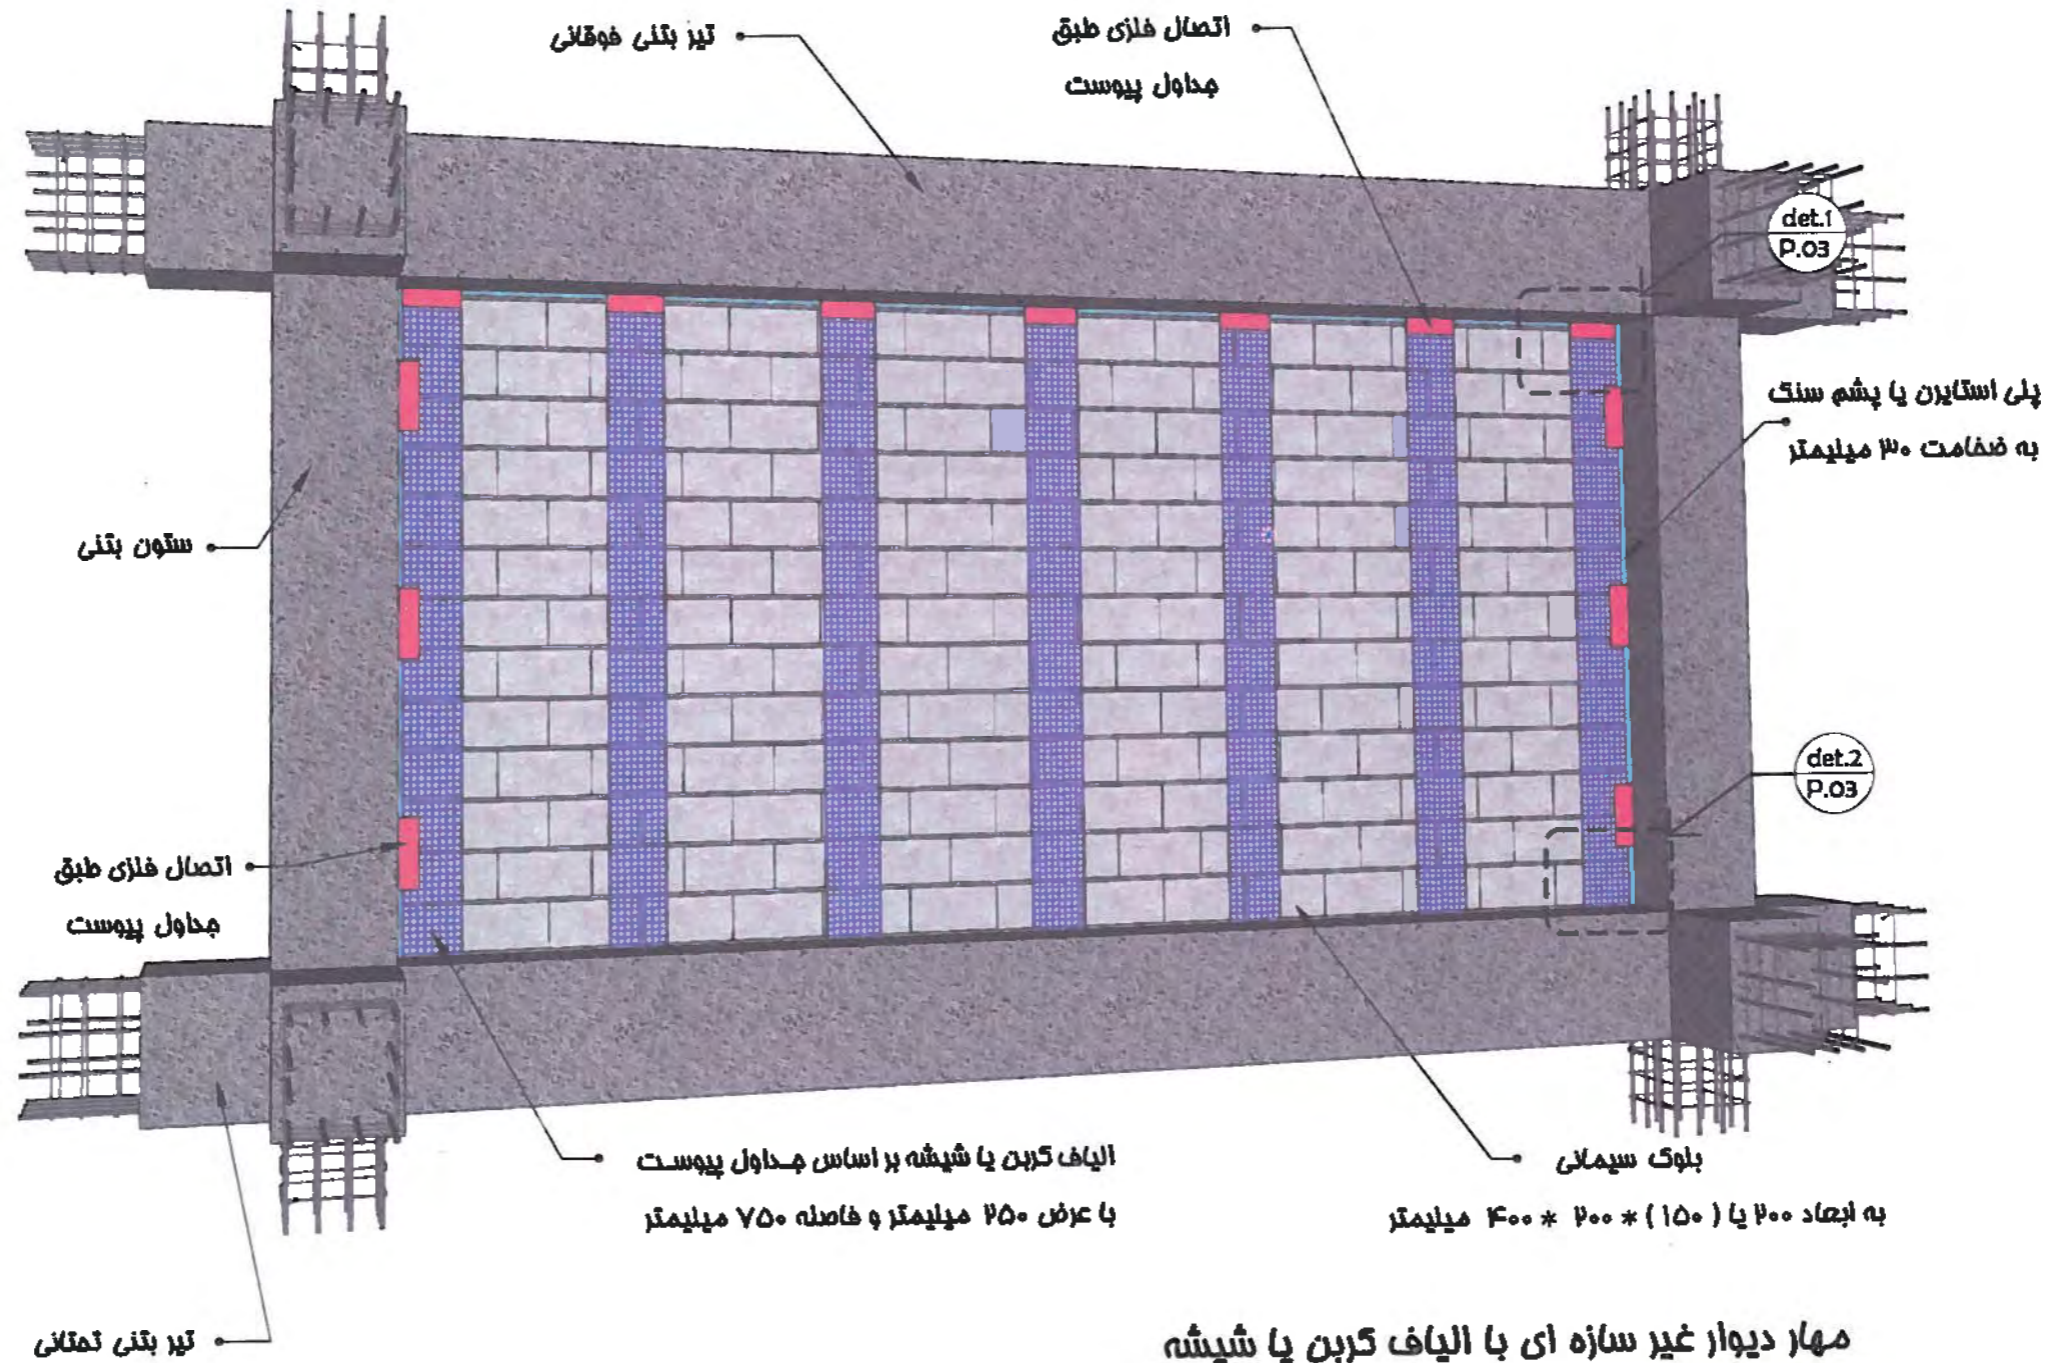 تیر بتنی فوقانی
اتصال فلزی طبق
جداول پیوست
det.1
P.03
پلی استایرن یا پشم سنگ
به ضخامت ۳۰ میلیمتر
ستون بتنی
det.2
P.03
اتصال فلزی طبق
جداول پیوست
الیاف کربن یا شیشه بر اساس جداول پیوست
با عرض ۲۵۰ میلیمتر و فاصله ۷۵۰ میلیمتر
بلوک سیمانی
به ابعاد ۲۰۰ یا ( ۱۵۰ ) * ۲۰۰ * ۴۰۰ میلیمتر
تیر بتنی تحتانی
مهار دیوار غیر سازه ای با الیاف کربن یا شیشه